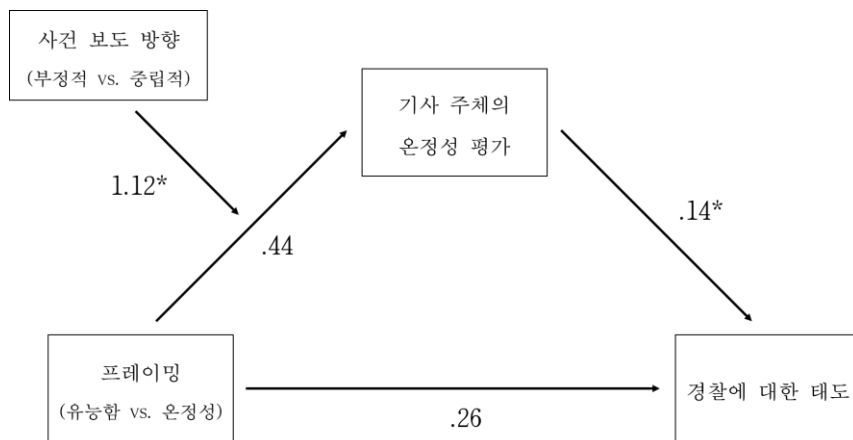 사건 보도 방향
(부정적 vs. 중립적)
기사 주체의
온정성 평가
1.12*
.14*
.44
프레이밍
(유능함 vs. 온정성)
경찰에 대한 태도
.26